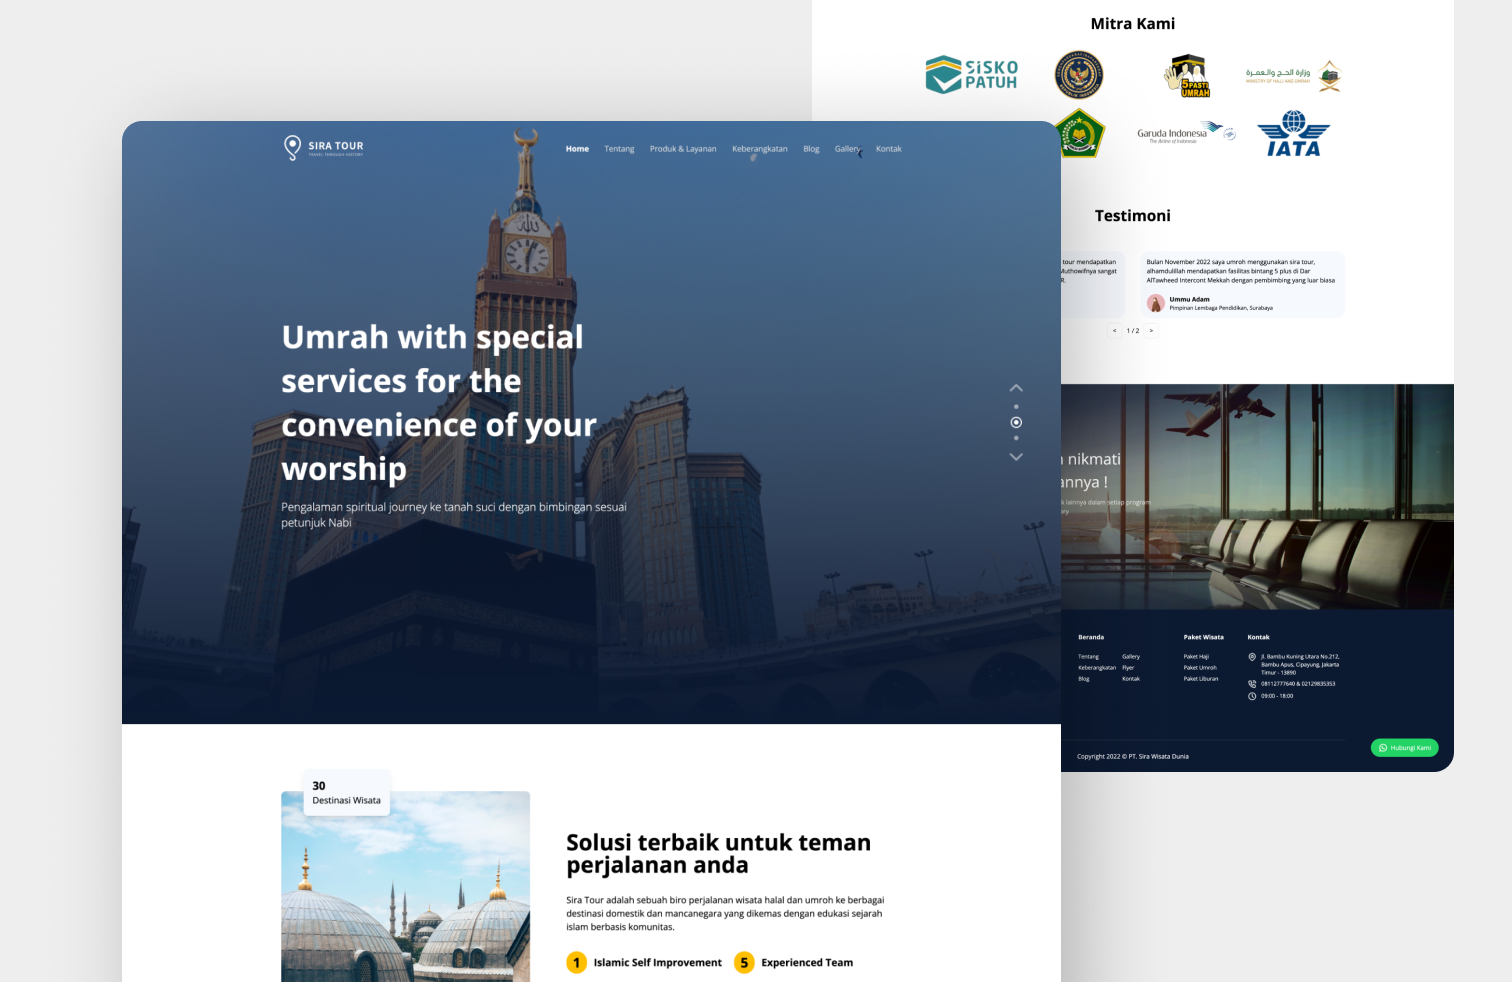 SIRA TOUR
TRAVEL THROUGH HISTORY
Home
Tentang
Produk & Layanan
Keberangkatan
Blog
Gallery
Kontak
Umrah with special
services for the
convenience of your
worship
Pengalaman spiritual journey ke tanah suci dengan bimbingan sesuai
petunjuk Nabi
30
Destinasi Wisata
Solusi terbaik untuk teman
perjalanan anda
Sira Tour adalah sebuah biro perjalanan wisata halal dan umroh ke berbagai
destinasi domestik dan mancanegara yang dikemas dengan edukasi sejarah
islam berbasis komunitas.
1 Islamic Self Improvement
5 Experienced Team
Mitra Kami
SiSKO
PATUH
5 PASTI
UMRAH
وزارة الحـج والعمـرة
MINISTRY OF HAJJ AND UMRAH
Garuda Indonesia
The Airline of Indonesia
IATA
Testimoni
tour mendapatkan
Muthowifnya sangat
R.
Bulan November 2022 saya umroh menggunakan sira tour,
alhamdulillah mendapatkan fasilitas bintang 5 plus di Dar
AlTawheed Intercont Mekkah dengan pembimbing yang luar biasa
Ummu Adam
Pimpinan Lembaga Pendidikan, Surabaya
< 1 / 2 >
nikmati
annya !
k lainnya dalam setiap program
ry
Beranda
Tentang
Keberangkatan
Blog
Gallery
Flyer
Kontak
Paket Wisata
Paket Haji
Paket Umroh
Paket Liburan
Kontak
Jl. Bambu Kuning Utara No.212,
Bambu Apus, Cipayung, Jakarta
Timur - 13890
08112777640 & 02129835353
09:00 - 18:00
Copyright 2022 © PT. Sira Wisata Dunia
Hubungi Kami